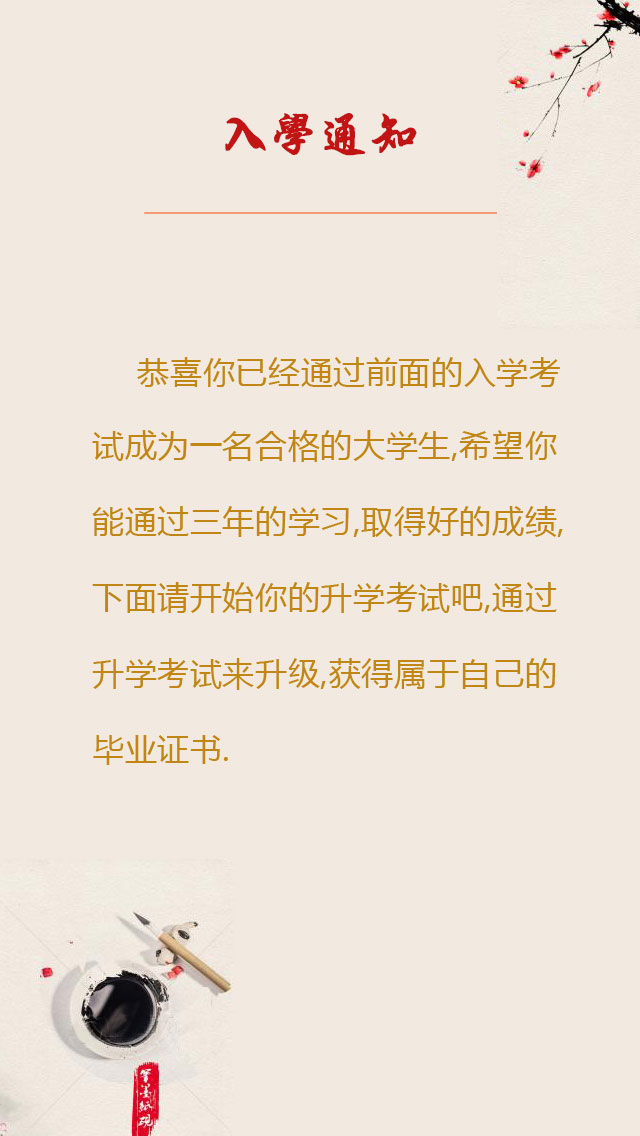 入學通知
恭喜你已经通过前面的入学考
试成为一名合格的大学生,希望你
能通过三年的学习,取得好的成绩,
下面请开始你的升学考试吧,通过
升学考试来升级,获得属于自己的
毕业证书.
笔墨纸砚